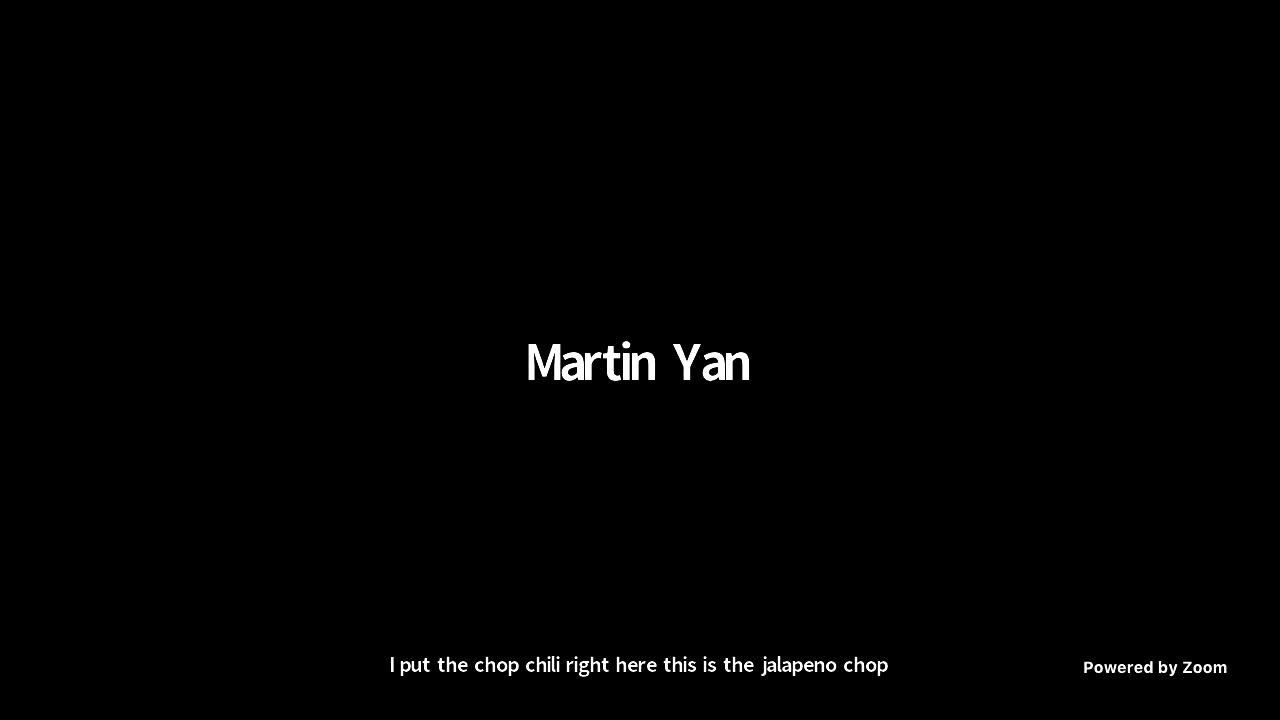 Martin Yan
I put the chop chili right here this is the jalapeno chop
Powered by Zoom